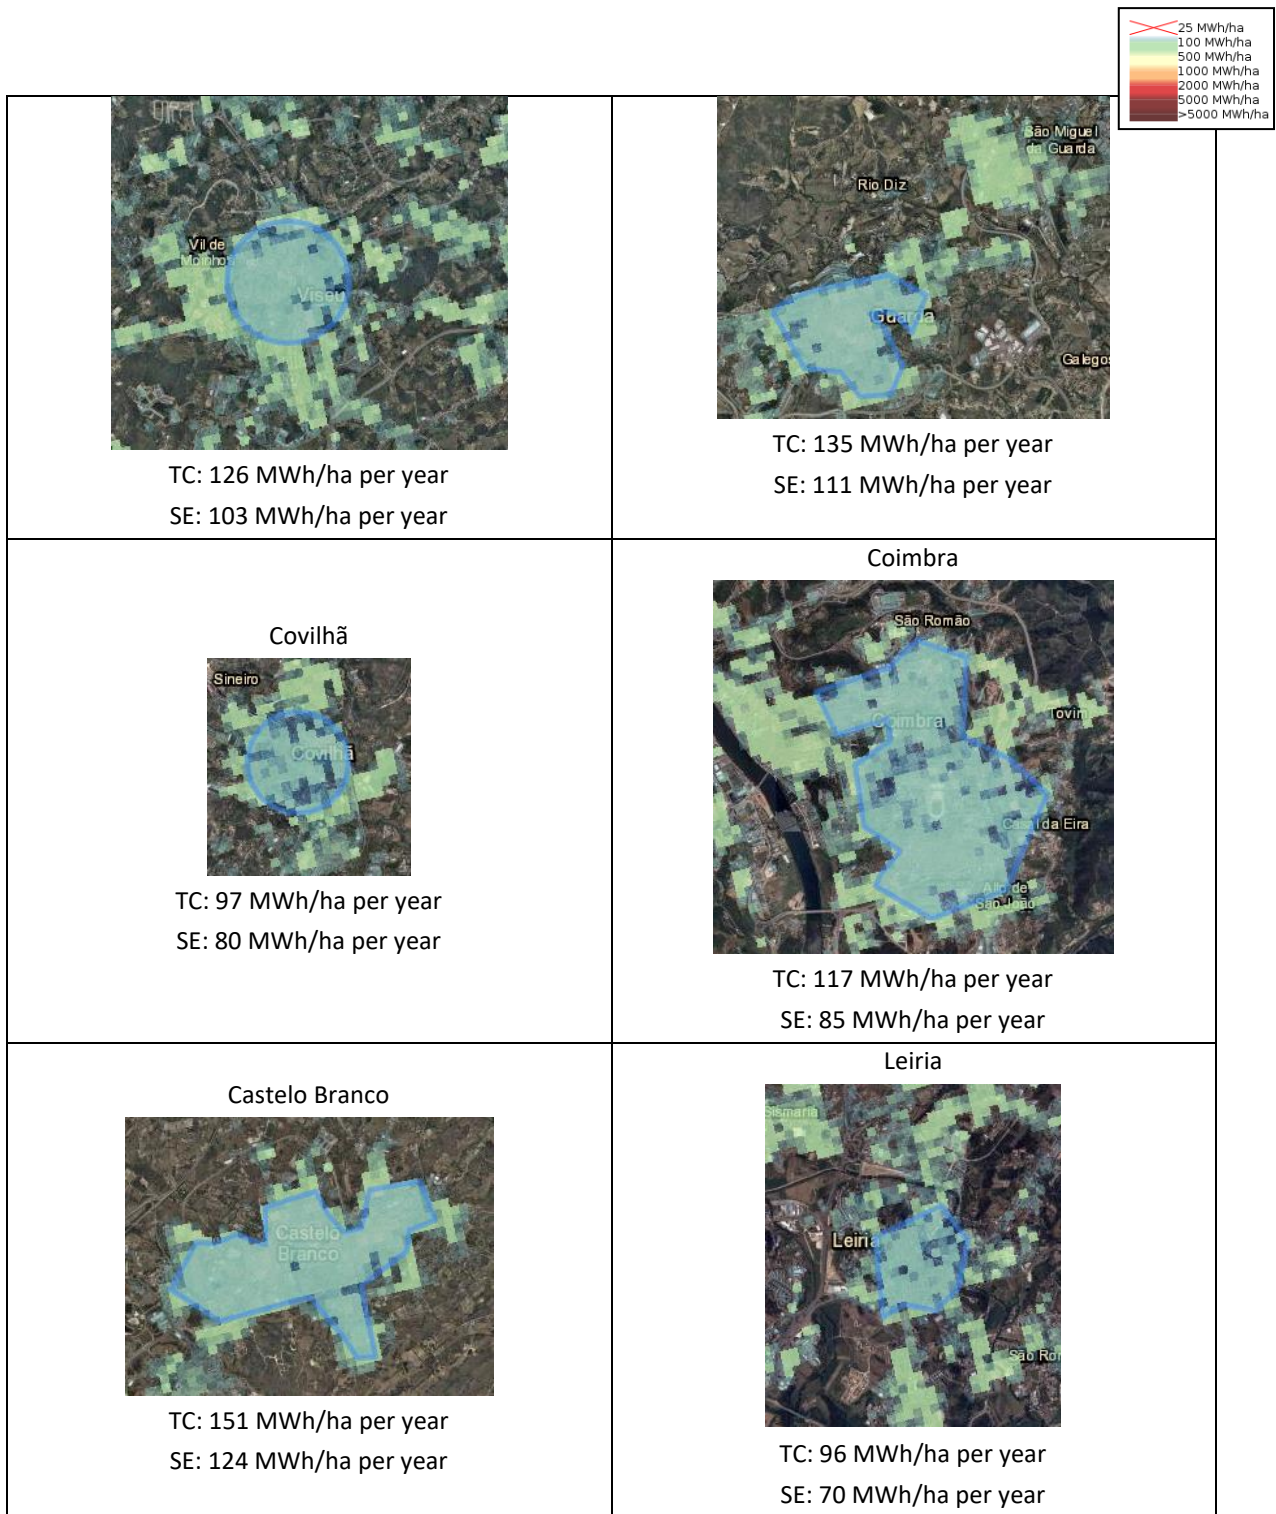 25 MWh/ha
100 MWh/ha
500 MWh/ha
1000 MWh/ha
2000 MWh/ha
5000 MWh/ha
>5000 MWh/ha
Vil de
Moinhos
Viseu
TC: 126 MWh/ha per year
SE: 103 MWh/ha per year
São Miguel
da Guarda
Rio Diz
Guarda
Galegos
TC: 135 MWh/ha per year
SE: 111 MWh/ha per year
Covilhã
Sineiro
Covilhã
TC: 97 MWh/ha per year
SE: 80 MWh/ha per year
Coimbra
São Romão
Coimbra
Tovim
Casal da Eira
Alto de
São João
TC: 117 MWh/ha per year
SE: 85 MWh/ha per year
Castelo Branco
Castelo
Branco
TC: 151 MWh/ha per year
SE: 124 MWh/ha per year
Leiria
Sismaria
Leiria
São Ro
TC: 96 MWh/ha per year
SE: 70 MWh/ha per year